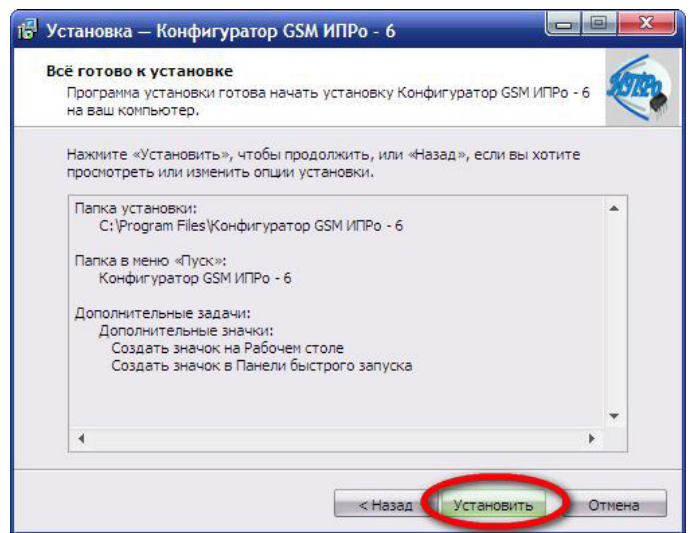 Установка — Конфигуратор GSM ИПРо - 6
Всё готово к установке
Программа установки готова начать установку Конфигуратор GSM ИПРо - 6
на ваш компьютер.
ИПРо
Нажмите «Установить», чтобы продолжить, или «Назад», если вы хотите
просмотреть или изменить опции установки.
Папка установки:
C:\Program Files\Конфигуратор GSM ИПРо - 6
Папка в меню «Пуск»:
Конфигуратор GSM ИПРо - 6
Дополнительные задачи:
Дополнительные значки:
Создать значок на Рабочем столе
Создать значок в Панели быстрого запуска
< Назад
Установить
Отмена